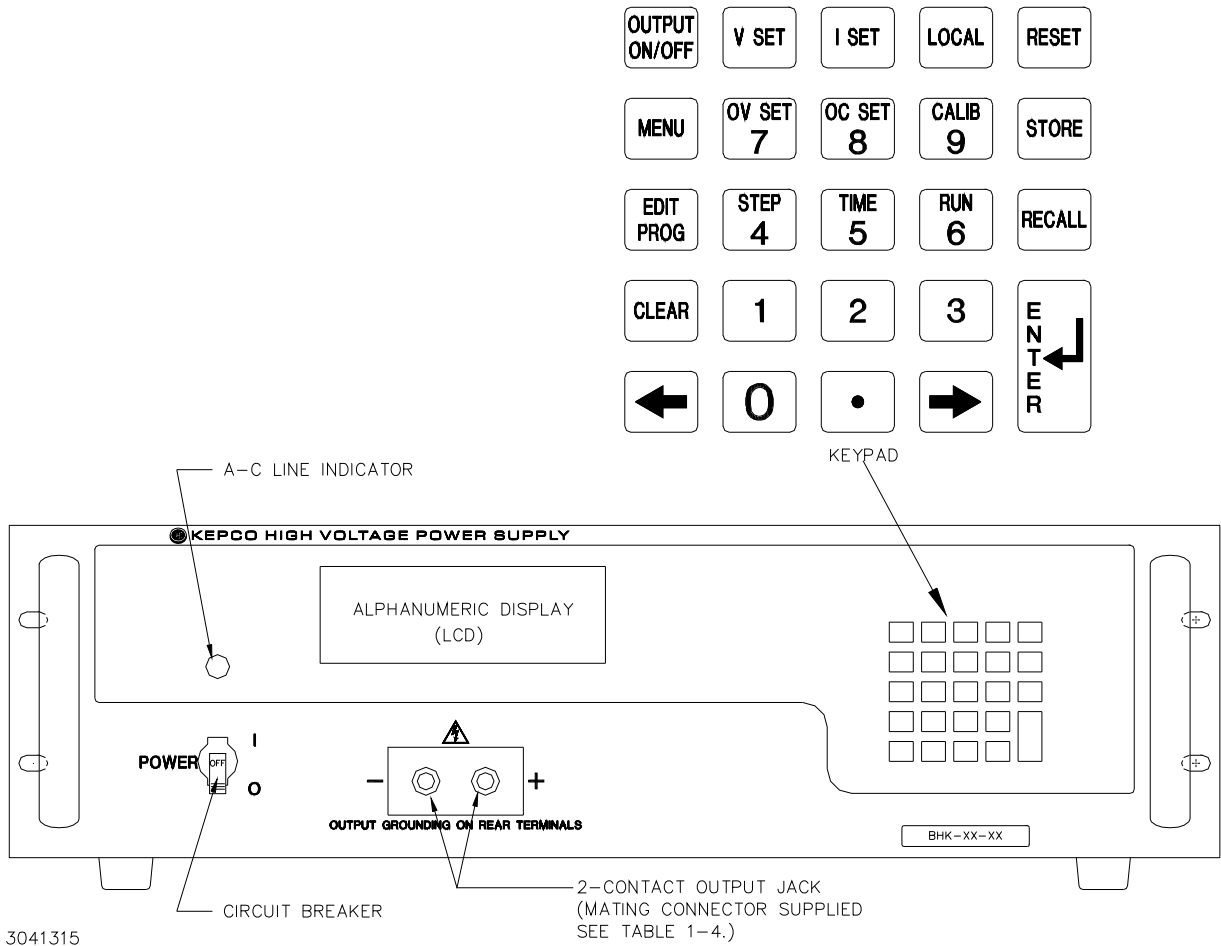 OUTPUT ON/OFF
V SET
I SET
LOCAL
RESET
MENU
OV SET
7
OC SET
8
CALIB
9
STORE
EDIT
PROG
STEP
4
TIME
5
RUN
6
RECALL
CLEAR
1
2
3
ENTER
0
.
KEYPAD
A-C LINE INDICATOR
KEPCO HIGH VOLTAGE POWER SUPPLY
ALPHANUMERIC DISPLAY
(LCD)
POWER
OFF
I
O
-
+
OUTPUT GROUNDING ON REAR TERMINALS
BHK-XX-XX
CIRCUIT BREAKER
2-CONTACT OUTPUT JACK
(MATING CONNECTOR SUPPLIED
SEE TABLE 1-4.)
3041315